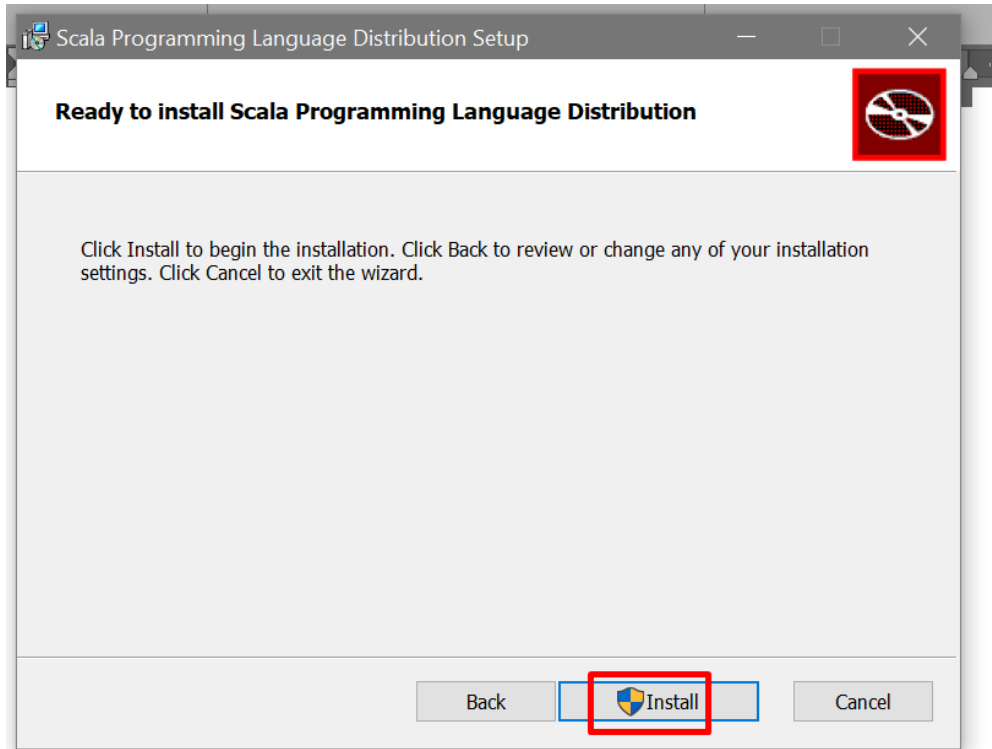 Scala Programming Language Distribution Setup
Ready to install Scala Programming Language Distribution
Click Install to begin the installation. Click Back to review or change any of your installation
settings. Click Cancel to exit the wizard.
Back
Install
Cancel